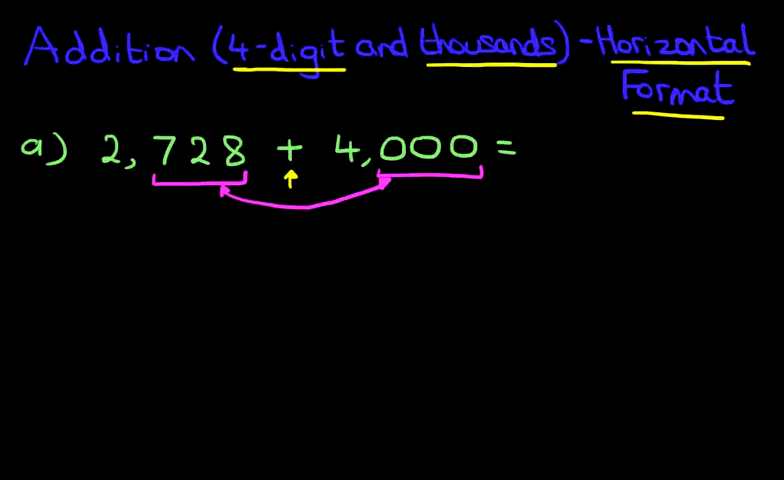 Addition (4-digit and thousands) - Horizontal
Format
a) 2,728 + 4,000 =